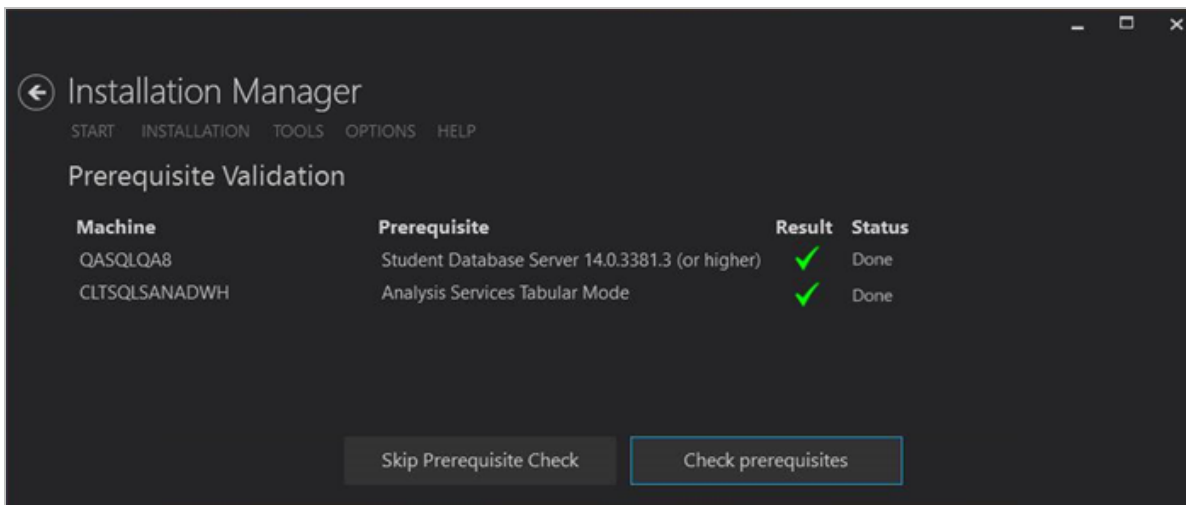 Installation Manager
START INSTALLATION TOOLS OPTIONS HELP
Prerequisite Validation
Machine Prerequisite Result Status
QASQLQA8 Student Database Server 14.0.3381.3 (or higher) Done
CLTSQLSANADWH Analysis Services Tabular Mode Done
Skip Prerequisite Check Check prerequisites